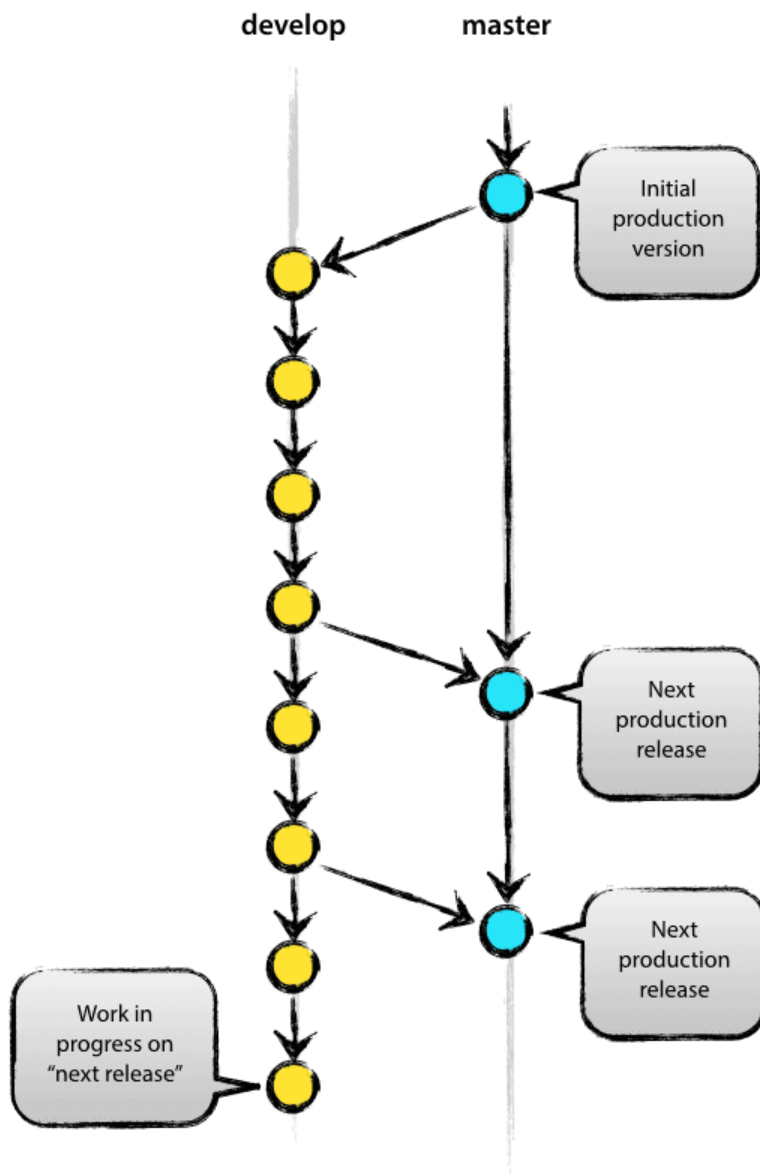 develop
master
Initial
production
version
Next
production
release
Next
production
release
Work in
progress on
“next release”